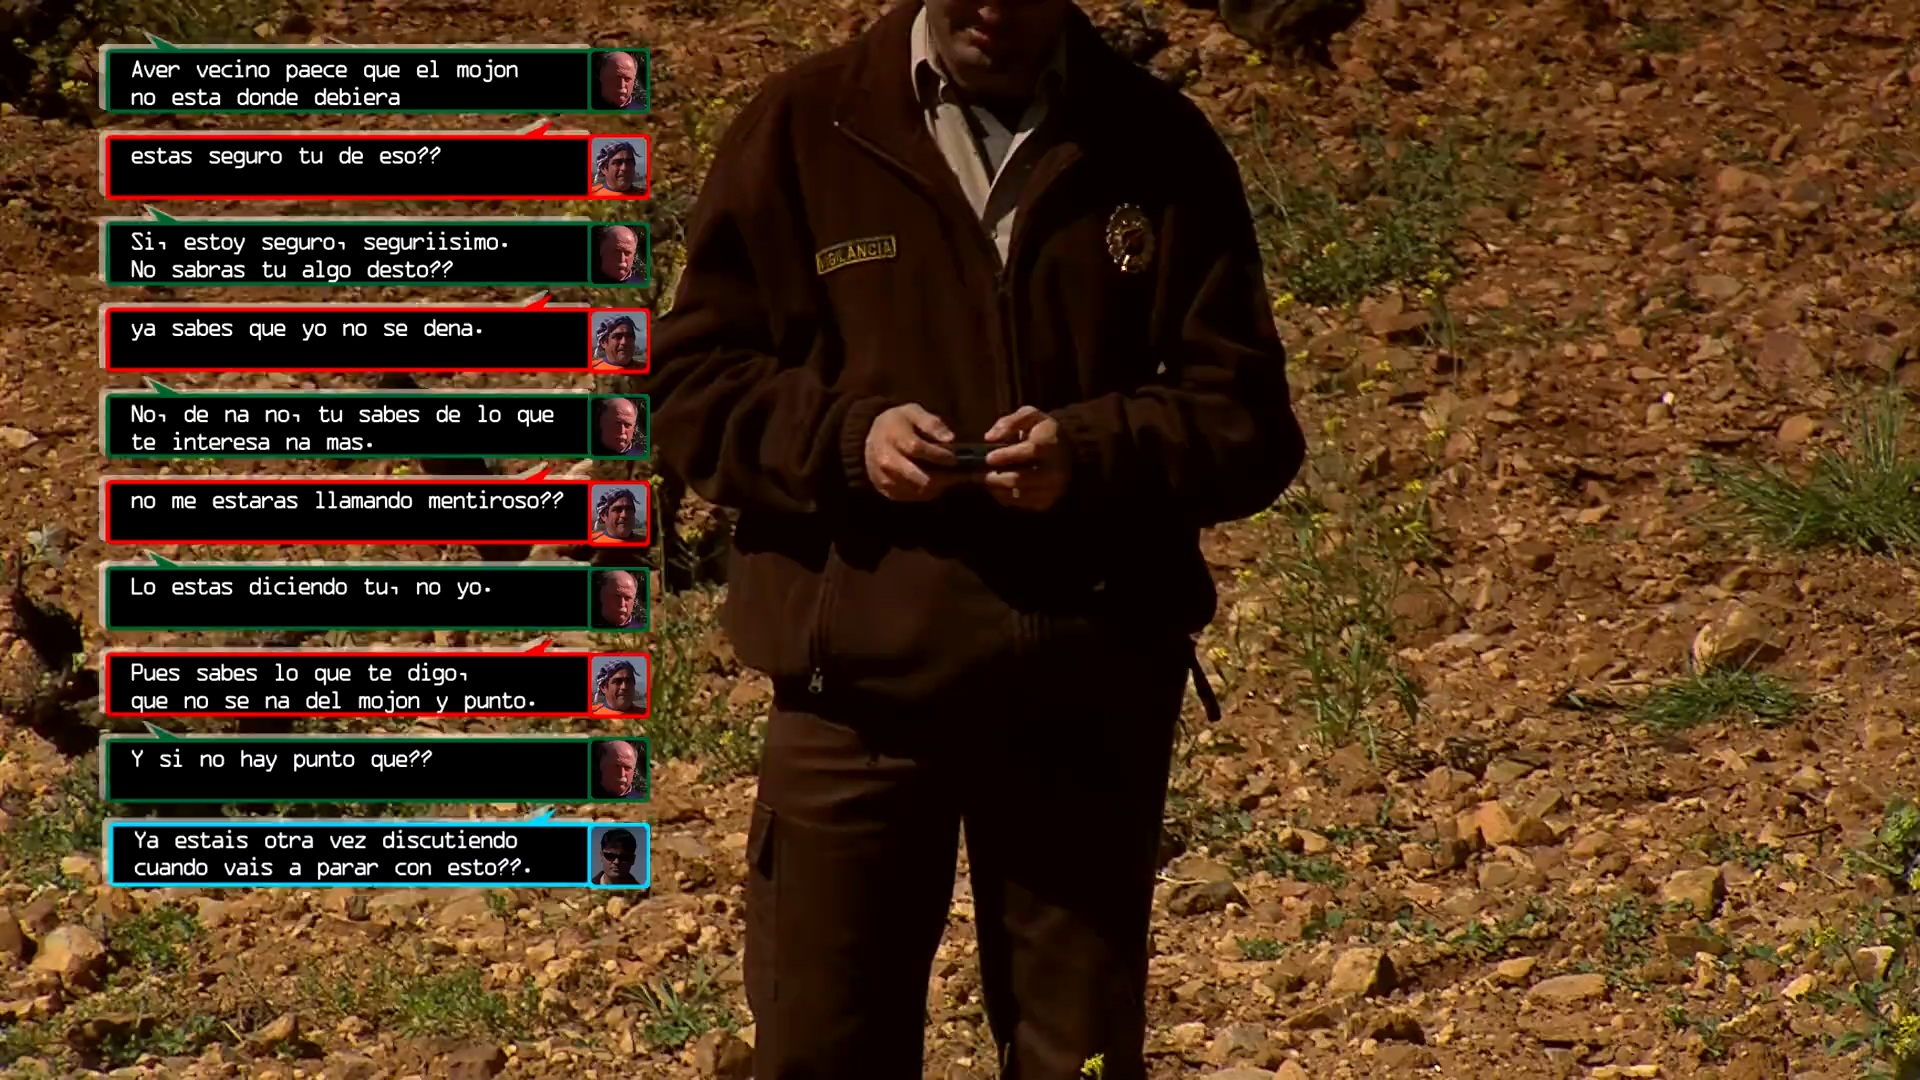 Aver vecino paece que el mojon
no esta donde debiera
estas seguro tu de eso??
Si, estoy seguro, seguriisimo.
No sabras tu algo desto??
ya sabes que yo no se dena.
No, de na no, tu sabes de lo que
te interesa na mas.
no me estaras llamando mentiroso??
Lo estas diciendo tu, no yo.
Pues sabes lo que te digo,
que no se na del mojon y punto.
Y si no hay punto que??
Ya estais otra vez discutiendo
cuando vais a parar con esto??.
VIGILANCIA